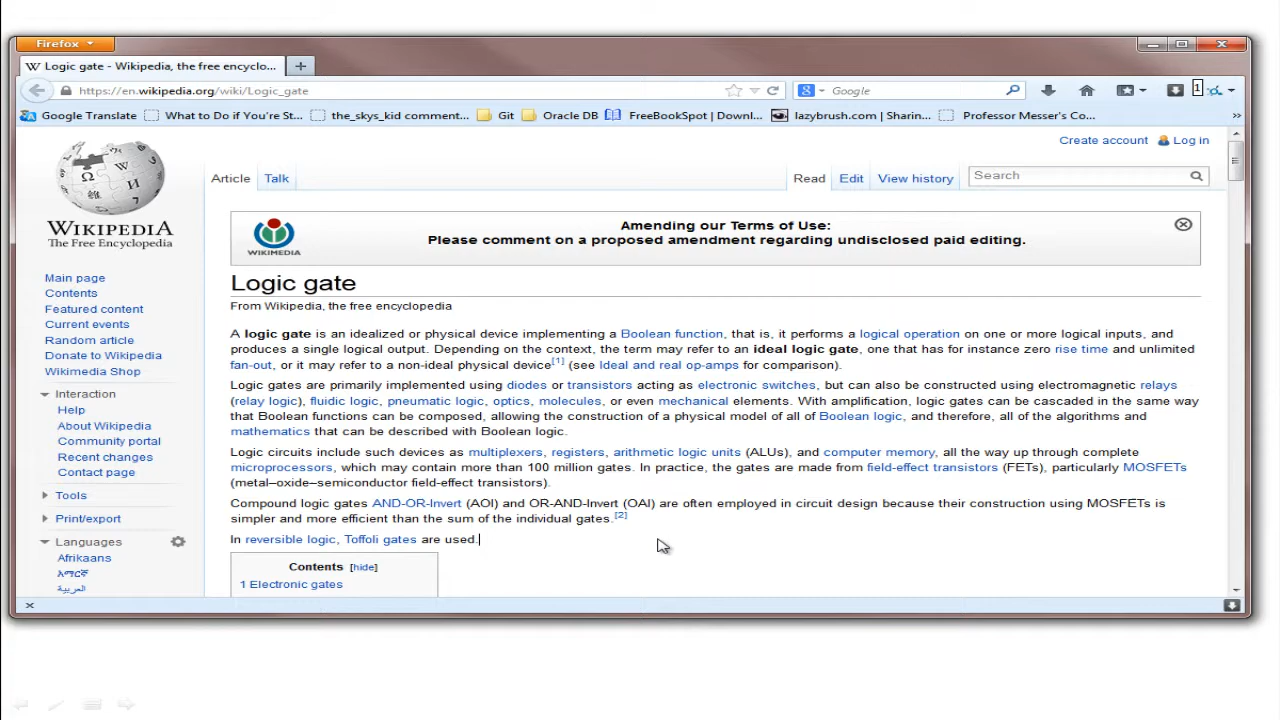 Firefox
Logic gate - Wikipedia, the free encyclo...
https://en.wikipedia.org/wiki/Logic_gate
Google
1
Google Translate
What to Do if You're St...
the_skys_kid comment...
Git
Oracle DB
FreeBookSpot | Downl...
lazybrush.com | Sharin...
Professor Messer's Co...
»
Create account Log in
Article Talk Read Edit View history Search
WIKIPEDIA
The Free Encyclopedia
Main page
Contents
Featured content
Current events
Random article
Donate to Wikipedia
Wikimedia Shop
Interaction
Help
About Wikipedia
Community portal
Recent changes
Contact page
Tools
Print/export
Languages
Afrikaans
አማርኛ
العربية
WIKIMEDIA
Amending our Terms of Use:
Please comment on a proposed amendment regarding undisclosed paid editing.
Logic gate
From Wikipedia, the free encyclopedia
A logic gate is an idealized or physical device implementing a Boolean function, that is, it performs a logical operation on one or more logical inputs, and
produces a single logical output. Depending on the context, the term may refer to an ideal logic gate, one that has for instance zero rise time and unlimited
fan-out, or it may refer to a non-ideal physical device[1] (see Ideal and real op-amps for comparison).
Logic gates are primarily implemented using diodes or transistors acting as electronic switches, but can also be constructed using electromagnetic relays
(relay logic), fluidic logic, pneumatic logic, optics, molecules, or even mechanical elements. With amplification, logic gates can be cascaded in the same way
that Boolean functions can be composed, allowing the construction of a physical model of all of Boolean logic, and therefore, all of the algorithms and
mathematics that can be described with Boolean logic.
Logic circuits include such devices as multiplexers, registers, arithmetic logic units (ALUs), and computer memory, all the way up through complete
microprocessors, which may contain more than 100 million gates. In practice, the gates are made from field-effect transistors (FETs), particularly MOSFETs
(metal–oxide–semiconductor field-effect transistors).
Compound logic gates AND-OR-Invert (AOI) and OR-AND-Invert (OAI) are often employed in circuit design because their construction using MOSFETs is
simpler and more efficient than the sum of the individual gates.[2]
In reversible logic, Toffoli gates are used.
Contents [hide]
1 Electronic gates